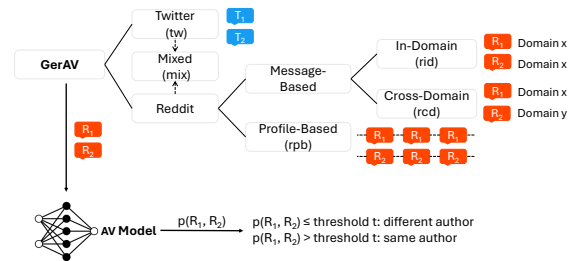 GerAV
Twitter
(tw)
T1
T2
Mixed
(mix)
Reddit
Message-
Based
Profile-Based
(rpb)
In-Domain
(rid)
R1 Domain x
R2 Domain x
Cross-Domain
(rcd)
R1 Domain x
R2 Domain y
R1 R1 R1
R2 R2 R2
R1
R2
AV Model
p(R1, R2)
p(R1, R2) ≤ threshold t: different author
p(R1, R2) > threshold t: same author